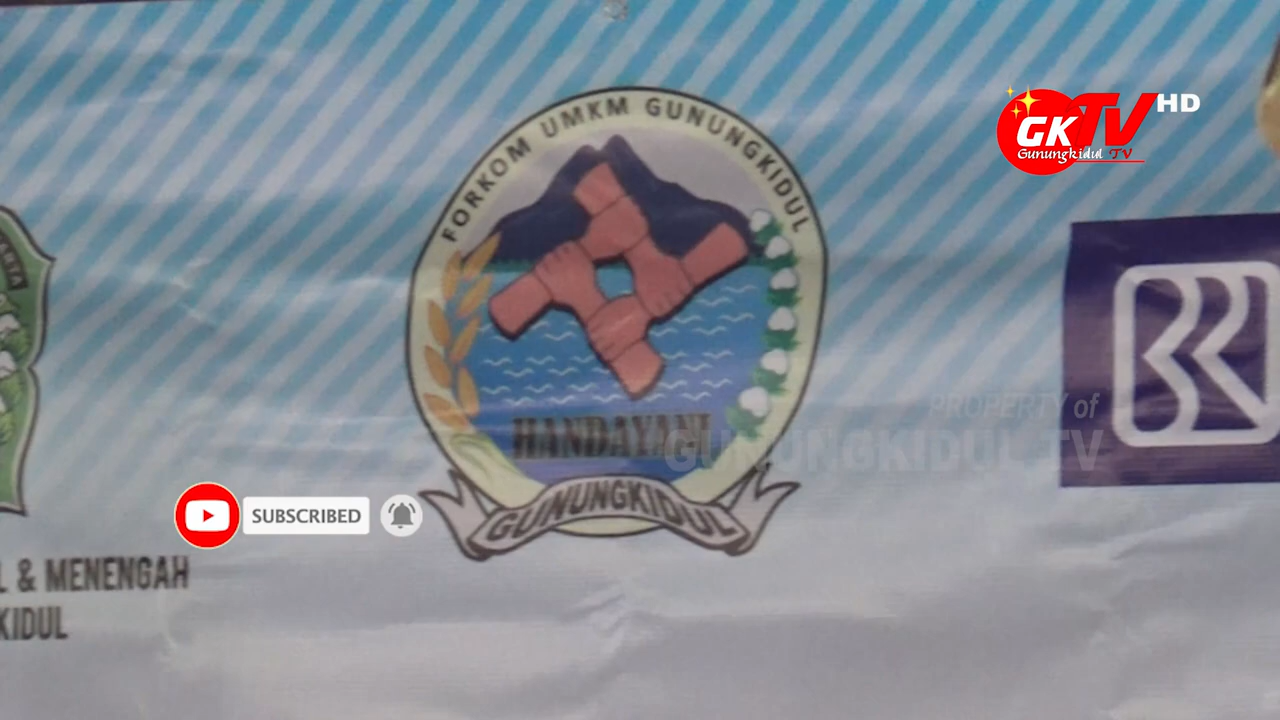 FORKOM UMKM GUNUNGKIDUL
HANDAYANI
GUNUNGKIDUL
GKTV HD
Gunungkidul TV
PROPERTY of
GUNUNGKIDUL TV
SUBSCRIBED
& MENENGAH
KIDUL